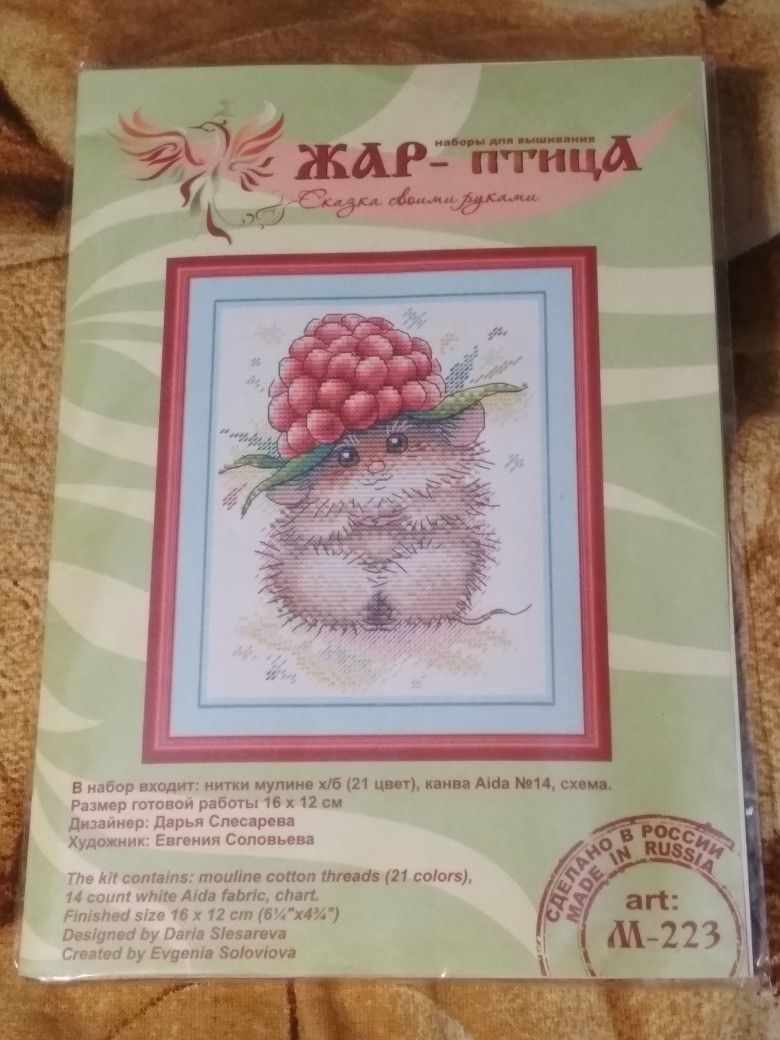 наборы для вышивания
ЖАР- ПТИЦА
Сказка своими руками
В набор входит: нитки мулине х/б (21 цвет), канва Aida №14, схема.
Размер готовой работы 16 х 12 см
Дизайнер: Дарья Слесарева
Художник: Евгения Соловьева
The kit contains: mouline cotton threads (21 colors),
14 count white Aida fabric, chart.
Finished size 16 x 12 cm (6¼"x4¾")
Designed by Daria Slesareva
Created by Evgenia Soloviova
СДЕЛАНО В РОССИИ
MADE IN RUSSIA
art:
М-223